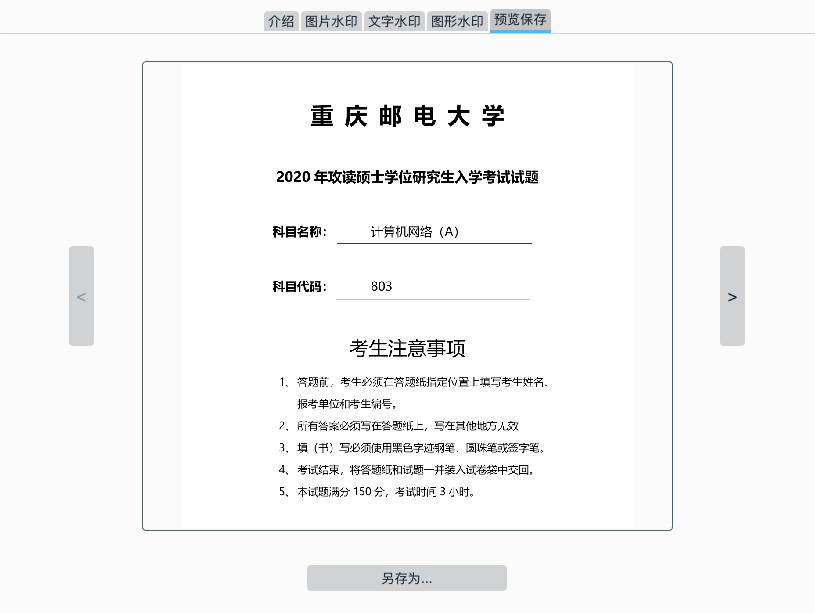 介绍 图片水印 文字水印 图形水印 预览保存
重庆邮电大学
2020 年攻读硕士学位研究生入学考试试题
科目名称： 计算机网络（A）
科目代码： 803
<
>
考生注意事项
1、 答题前，考生必须在答题纸指定位置上填写考生姓名、
报考单位和考生编号。
2、 所有答案必须写在答题纸上，写在其他地方无效
3、 填（书）写必须使用黑色字迹钢笔、圆珠笔或签字笔。
4、 考试结束，将答题纸和试题一并装入试卷袋中交回。
5、 本试题满分 150 分，考试时间 3 小时。
另存为...